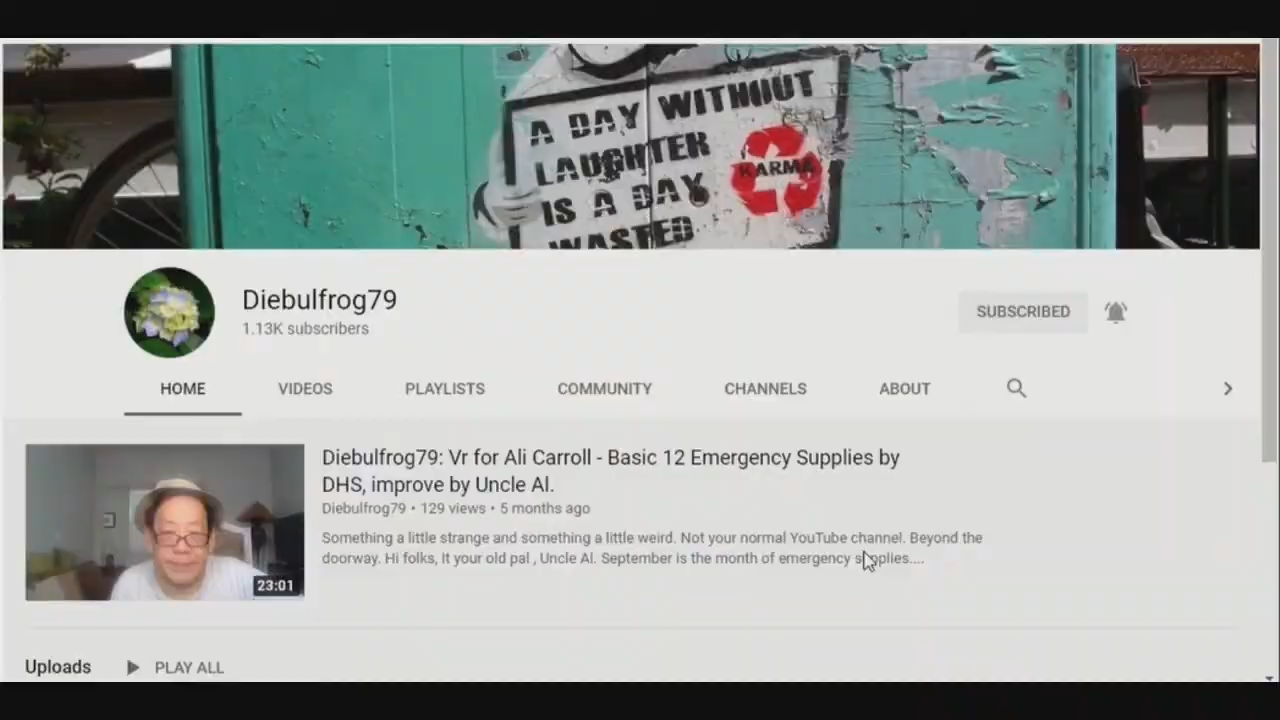 A DAY WITHOUT
LAUGHTER
IS A DAY
WASTED
KARMA
Diebulfrog79
1.13K subscribers
SUBSCRIBED
HOME VIDEOS PLAYLISTS COMMUNITY CHANNELS ABOUT
Diebulfrog79: Vr for Ali Carroll - Basic 12 Emergency Supplies by
DHS, improve by Uncle Al.
Diebulfrog79 • 129 views • 5 months ago
Something a little strange and something a little weird. Not your normal YouTube channel. Beyond the
doorway. Hi folks, It your old pal , Uncle Al. September is the month of emergency supplies....
23:01
Uploads PLAY ALL